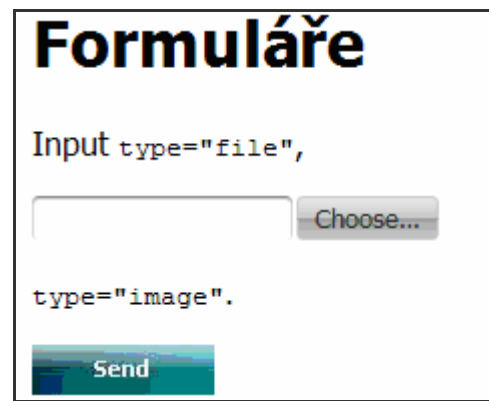 Formuláře
Input type="file",
Choose...
type="image".
Send